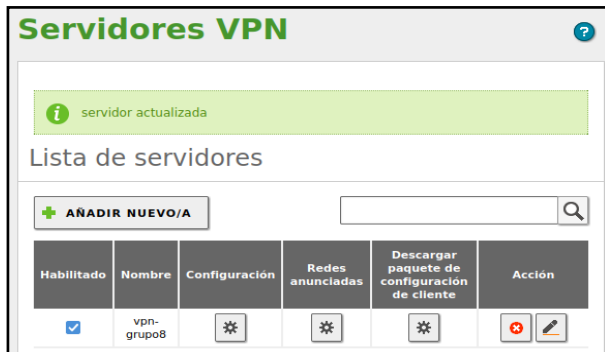 Servidores VPN
?
i servidor actualizada
Lista de servidores
AÑADIR NUEVO/A
Habilitado Nombre Configuración Redes anunciadas Descargar paquete de configuración de cliente Acción
vpn-grupo8